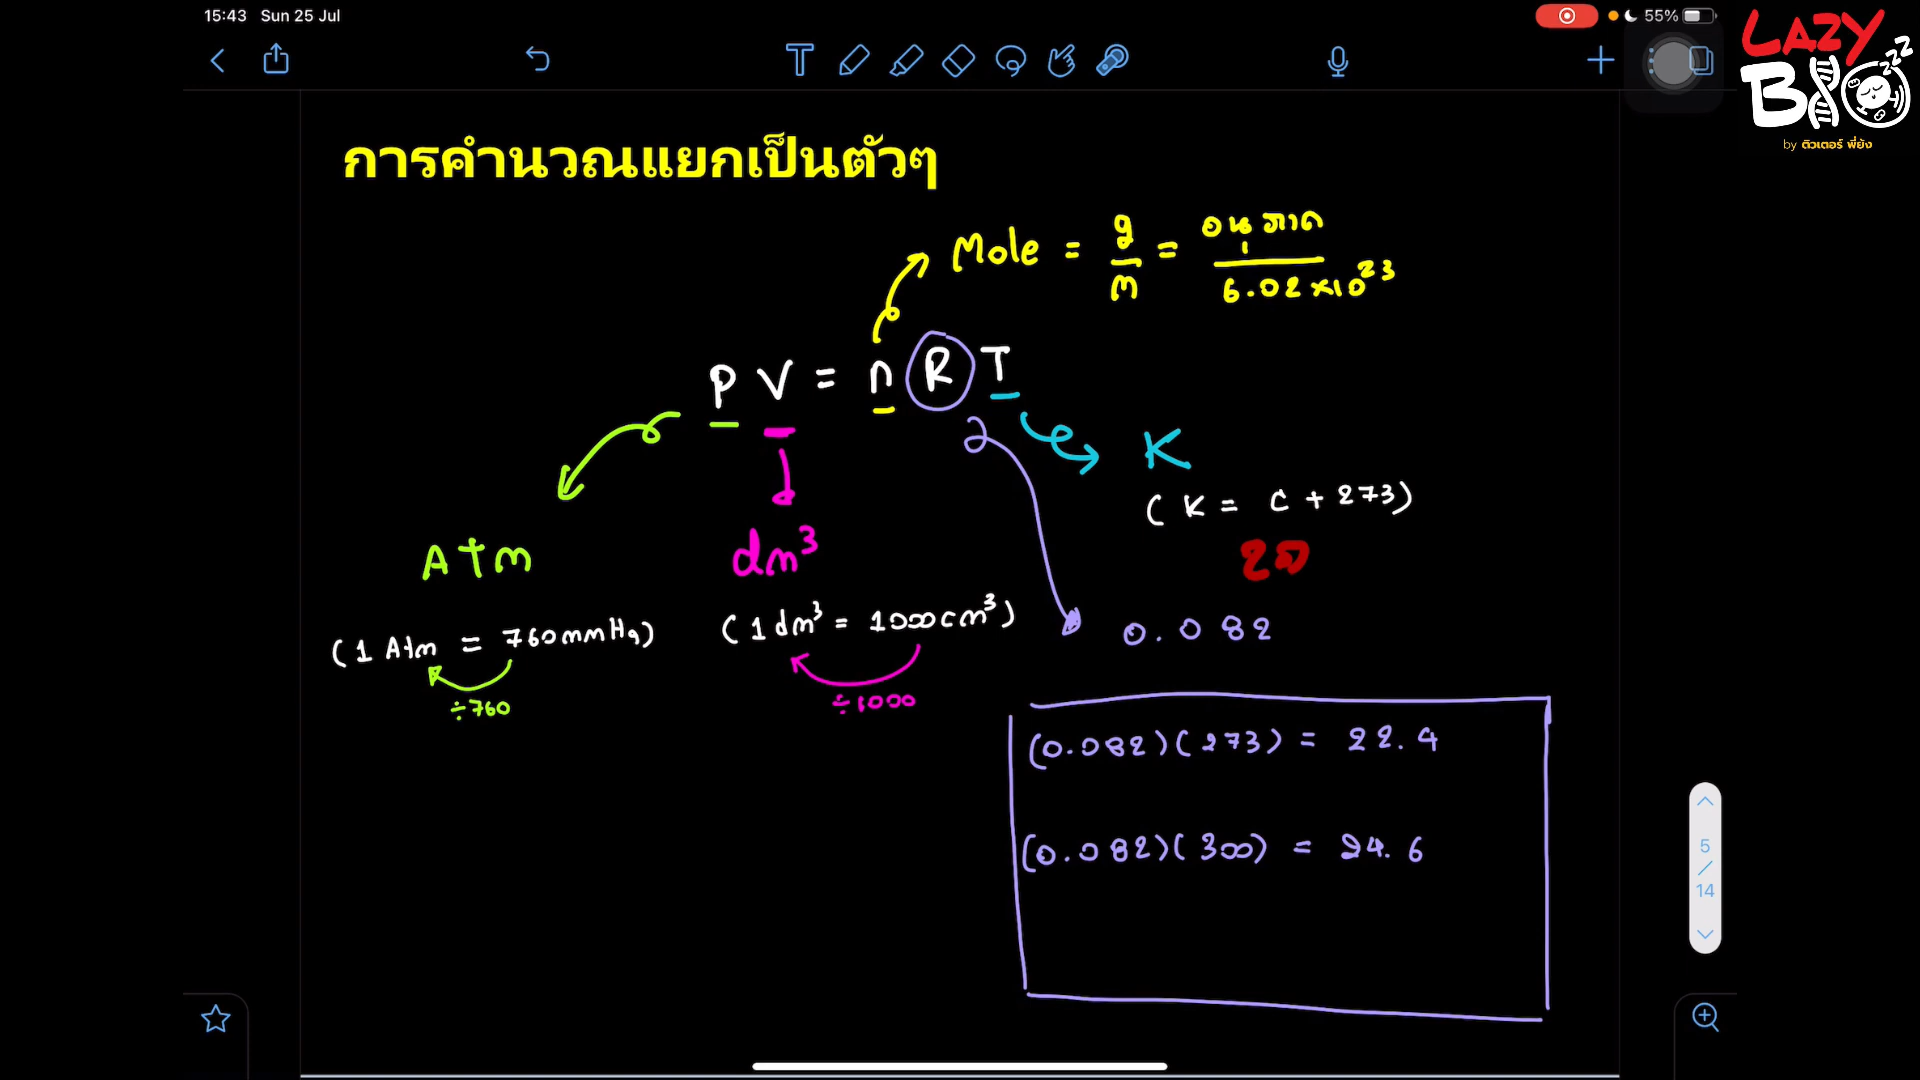 15:43 Sun 25 Jul
55%
LAZY
BIO
zzz
by ติวเตอร์ พี่ยัง
การคำนวณแยกเป็นตัวๆ
Mole = g/m = อนุภาค/6.02×10²³
PV = nRT
K
(K = C + 273)
Atm
dm³
(1 Atm = 760mmHg)
(1 dm³ = 1000cm³)
0.082
÷760
÷1000
(0.082)(273) = 22.4
(0.082)(300) = 24.6
5
/
14